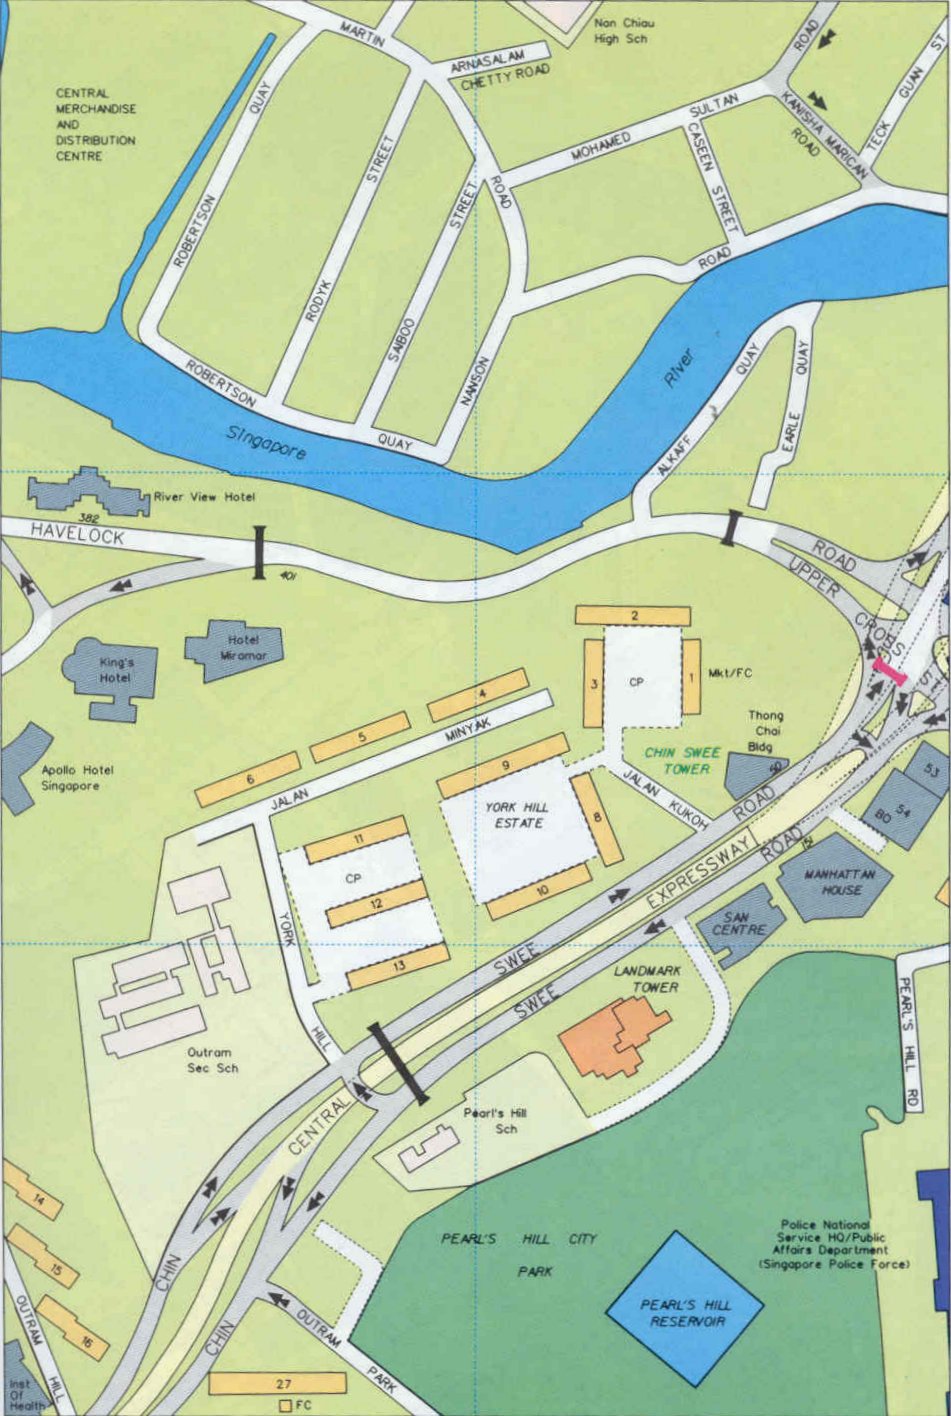 Nan Chiau
High Sch
MARTIN
ROAD
ARNASALAM
CHETTY ROAD
ROAD
GUAN ST
TECK
CENTRAL
MERCHANDISE
AND
DISTRIBUTION
CENTRE
QUAY
ROBERTSON
STREET
RODYK
STREET
SAIBOO
MOHAMED
SULTAN
KANISHA MARICAN
ROAD
CASEEN
STREET
ROAD
NANSON
ROBERTSON
QUAY
Singapore
River
QUAY
ALKAFF
QUAY
EARLE
River View Hotel
382
HAVELOCK
401
ROAD
UPPER
CROSS
ST
King's
Hotel
Hotel
Miramar
Apollo Hotel
Singapore
2
3
CP
1
Mkt/FC
4
5
6
JALAN
MINYAK
9
YORK HILL
ESTATE
8
10
CHIN SWEE
TOWER
JALAN KUKOH
Thong
Chai
Bldg
60
53
54
BO
11
CP
12
13
YORK
HILL
ROAD
EXPRESSWAY
ROAD
151
MANHATTAN
HOUSE
SAN
CENTRE
SWEE
SWEE
LANDMARK
TOWER
PEARL'S HILL RD
Outram
Sec Sch
CENTRAL
Pearl's Hill
Sch
14
15
16
CHIN
CHIN
OUTRAM
HILL
Inst
Of
Health
OUTRAM
PARK
27
FC
PEARL'S HILL CITY
PARK
PEARL'S HILL
RESERVOIR
Police National
Service HQ/Public
Affairs Department
(Singapore Police Force)